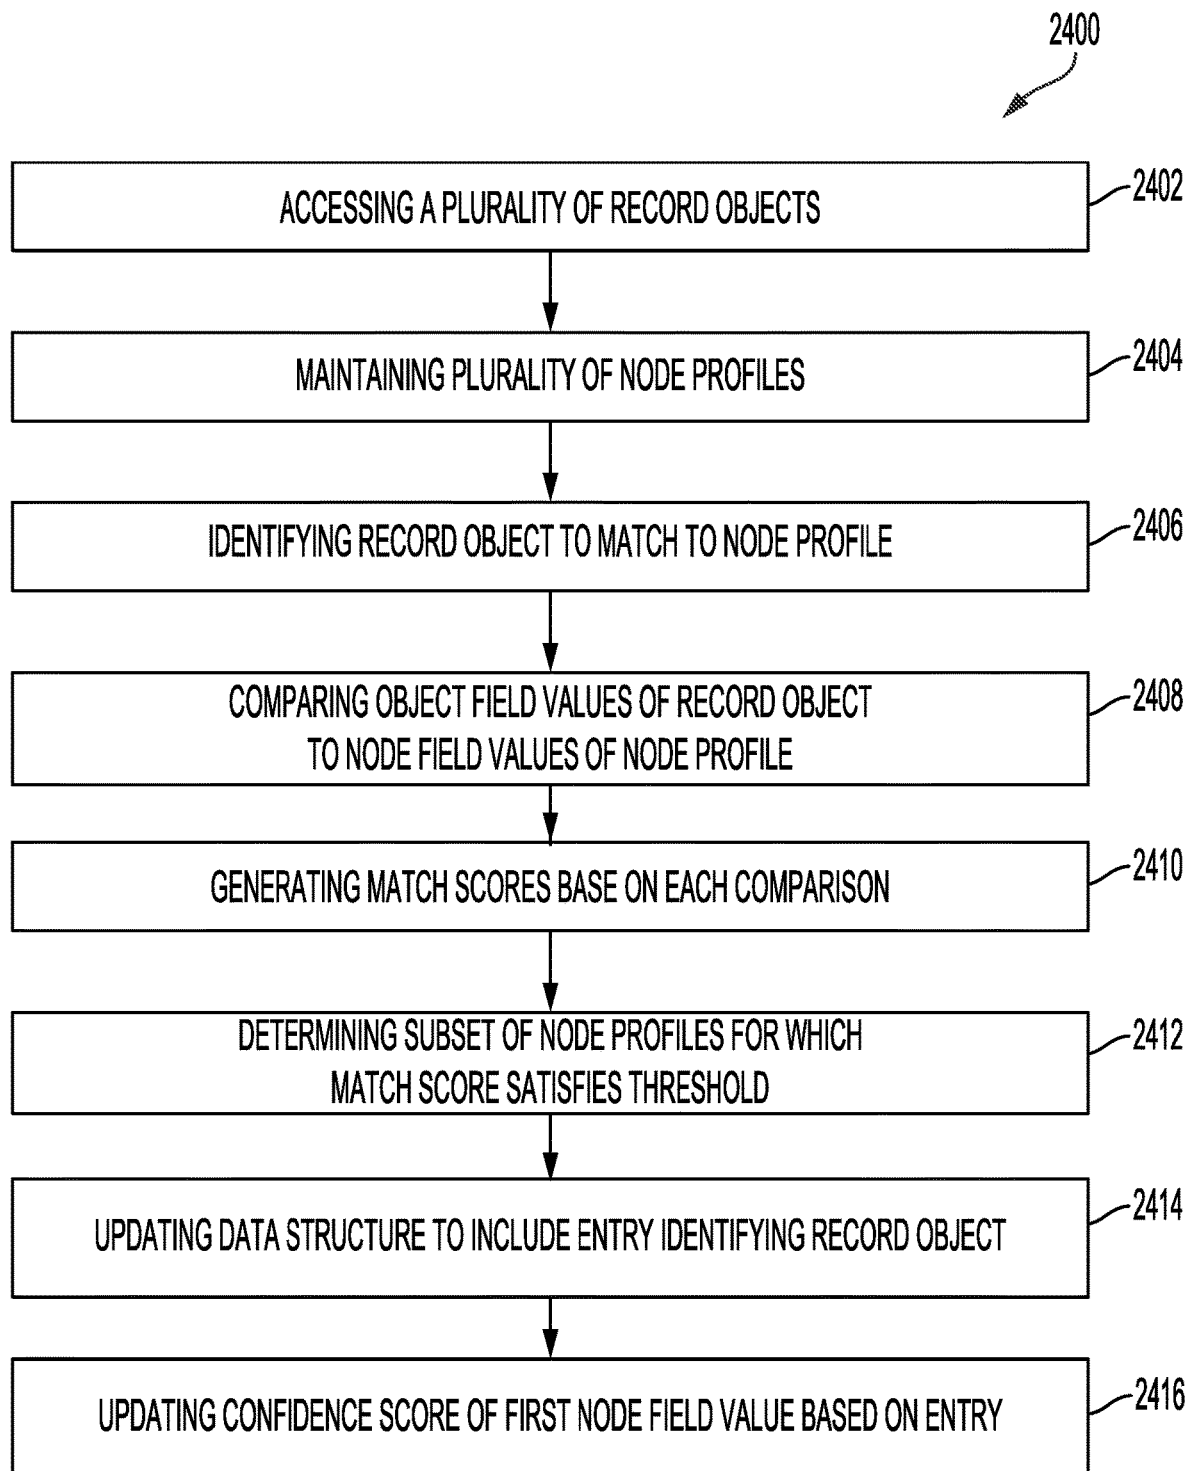 2400
ACCESSING A PLURALITY OF RECORD OBJECTS
2402
MAINTAINING PLURALITY OF NODE PROFILES
2404
IDENTIFYING RECORD OBJECT TO MATCH TO NODE PROFILE
2406
COMPARING OBJECT FIELD VALUES OF RECORD OBJECT
TO NODE FIELD VALUES OF NODE PROFILE
2408
GENERATING MATCH SCORES BASE ON EACH COMPARISON
2410
DETERMINING SUBSET OF NODE PROFILES FOR WHICH
MATCH SCORE SATISFIES THRESHOLD
2412
UPDATING DATA STRUCTURE TO INCLUDE ENTRY IDENTIFYING RECORD OBJECT
2414
UPDATING CONFIDENCE SCORE OF FIRST NODE FIELD VALUE BASED ON ENTRY
2416